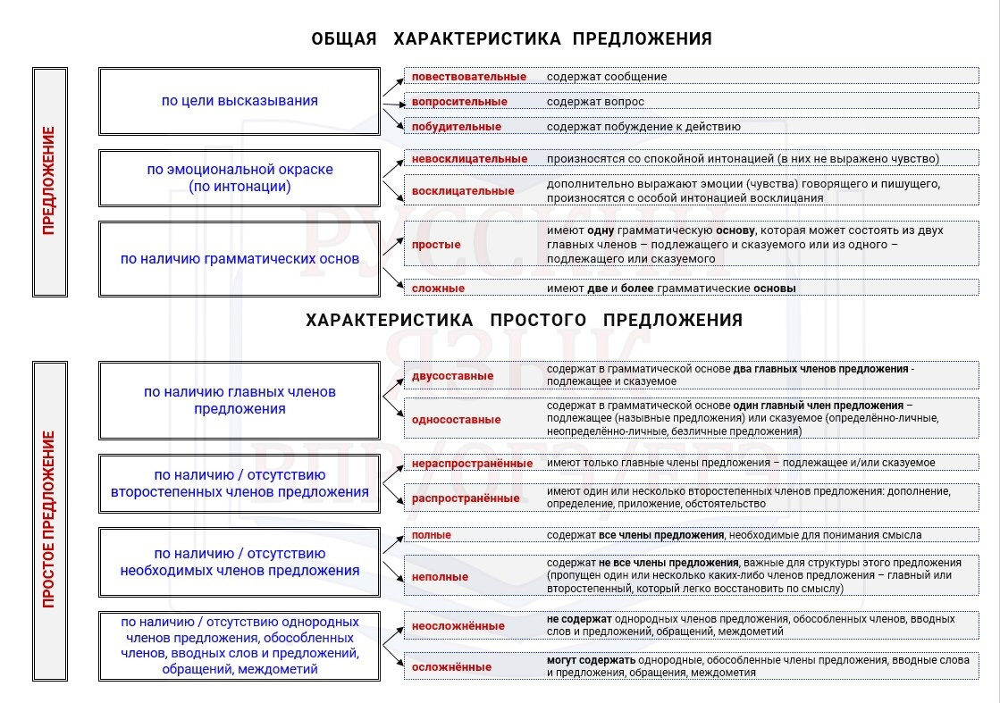 ОБЩАЯ ХАРАКТЕРИСТИКА ПРЕДЛОЖЕНИЯ
ПРЕДЛОЖЕНИЕ
по цели высказывания
повествовательные содержат сообщение
вопросительные содержат вопрос
побудительные содержат побуждение к действию
по эмоциональной окраске
(по интонации)
невосклицательные произносятся со спокойной интонацией (в них не выражено чувство)
восклицательные
дополнительно выражают эмоции (чувства) говорящего и пишущего,
произносятся с особой интонацией восклицания
по наличию грамматических основ
простые
имеют одну грамматическую основу, которая может состоять из двух
главных членов – подлежащего и сказуемого или из одного –
подлежащего или сказуемого
сложные имеют две и более грамматические основы
ХАРАКТЕРИСТИКА ПРОСТОГО ПРЕДЛОЖЕНИЯ
ПРОСТОЕ ПРЕДЛОЖЕНИЕ
по наличию главных членов
предложения
двусоставные
содержат в грамматической основе два главных членов предложения -
подлежащее и сказуемое
односоставные
содержат в грамматической основе один главный член предложения –
подлежащее (назывные предложения) или сказуемое (определённо-личные,
неопределённо-личные, безличные предложения)
по наличию / отсутствию
второстепенных членов предложения
нераспространённые имеют только главные члены предложения – подлежащее и/или сказуемое
распространённые
имеют один или несколько второстепенных членов предложения: дополнение,
определение, приложение, обстоятельство
по наличию / отсутствию
необходимых членов предложения
полные содержат все члены предложения, необходимые для понимания смысла
неполные
содержат не все члены предложения, важные для структуры этого предложения
(пропущен один или несколько каких-либо членов предложения – главный или
второстепенный, который легко восстановить по смыслу)
по наличию / отсутствию однородных
членов предложения, обособленных
членов, вводных слов и предложений,
обращений, междометий
неосложнённые
не содержат однородных членов предложения, обособленных членов, вводных
слов и предложений, обращений, междометий
осложнённые
могут содержать однородные, обособленные члены предложения, вводные слова
и предложения, обращения, междометия
РУССКИЙ
ЯЗЫК
ВПР/ОГЭ/ЕГЭ